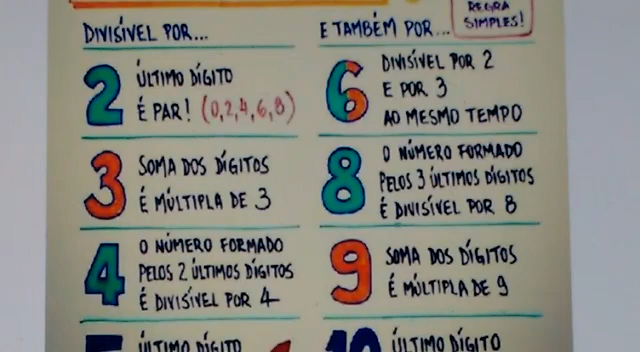 DIVISÍVEL POR...
2
ÚLTIMO DÍGITO
É PAR! (0,2,4,6,8)
3
SOMA DOS DÍGITOS
É MÚLTIPLA DE 3
4
O NÚMERO FORMADO
PELOS 2 ÚLTIMOS DÍGITOS
É DIVISÍVEL POR 4
5
ÚLTIMO DÍGITO
REGRA
SIMPLES!
E TAMBÉM POR...
6
DIVISÍVEL POR 2
E POR 3
AO MESMO TEMPO
8
O NÚMERO FORMADO
PELOS 3 ÚLTIMOS DÍGITOS
É DIVISÍVEL POR 8
9
SOMA DOS DÍGITOS
É MÚLTIPLA DE 9
10
ÚLTIMO DÍGITO